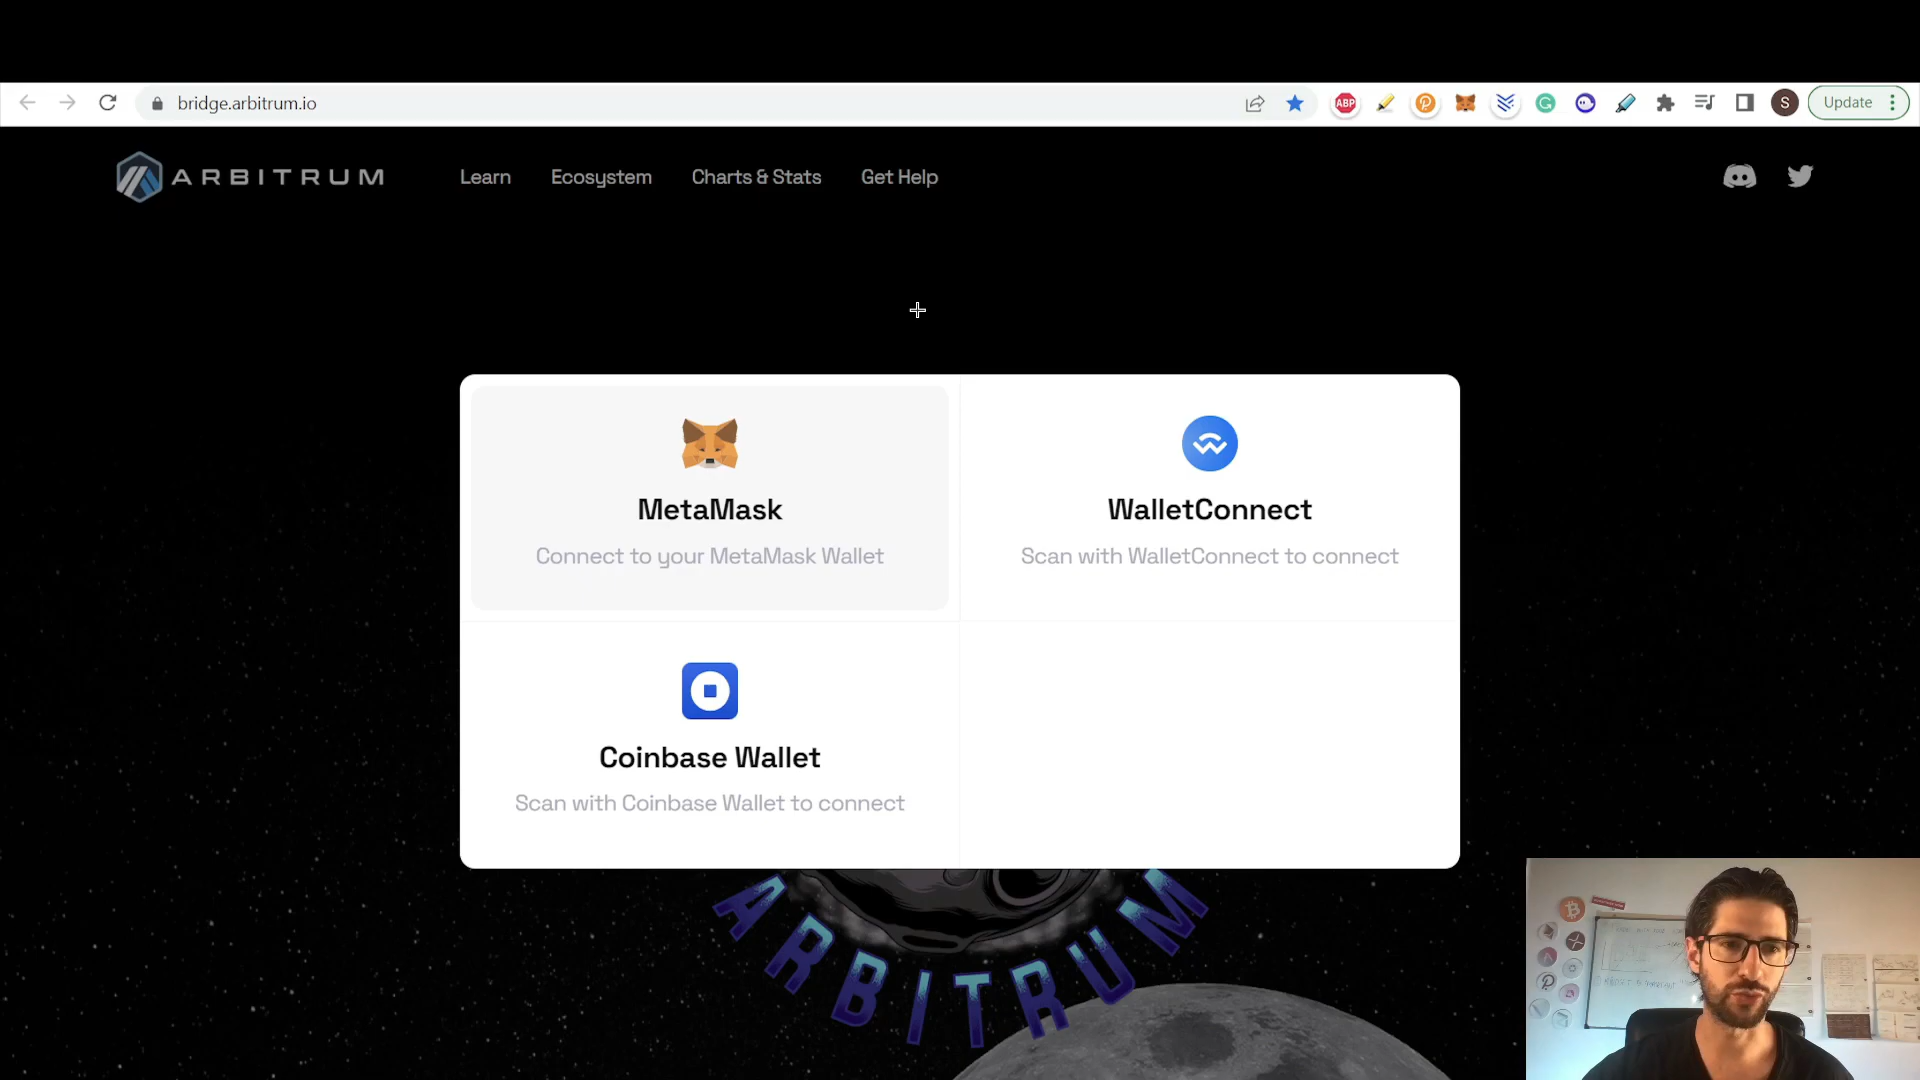 bridge.arbitrum.io
ABP
S
Update
ARBITRUM
Learn
Ecosystem
Charts & Stats
Get Help
MetaMask
Connect to your MetaMask Wallet
WalletConnect
Scan with WalletConnect to connect
Coinbase Wallet
Scan with Coinbase Wallet to connect
ARBITRUM